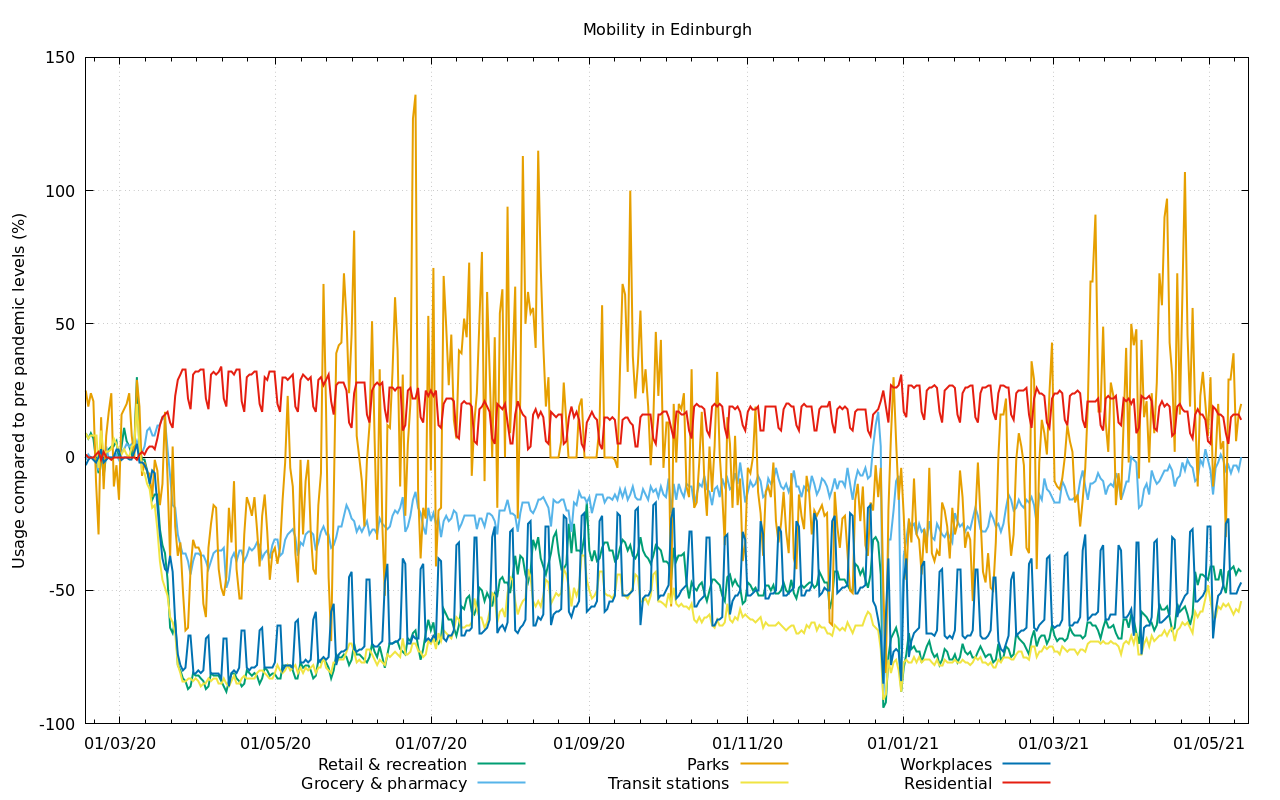 Mobility in Edinburgh
Usage compared to pre pandemic levels (%)
150
100
50
0
-50
-100
01/03/20 01/05/20 01/07/20 01/09/20 01/11/20 01/01/21 01/03/21 01/05/21
Retail & recreation Parks Workplaces
Grocery & pharmacy Transit stations Residential